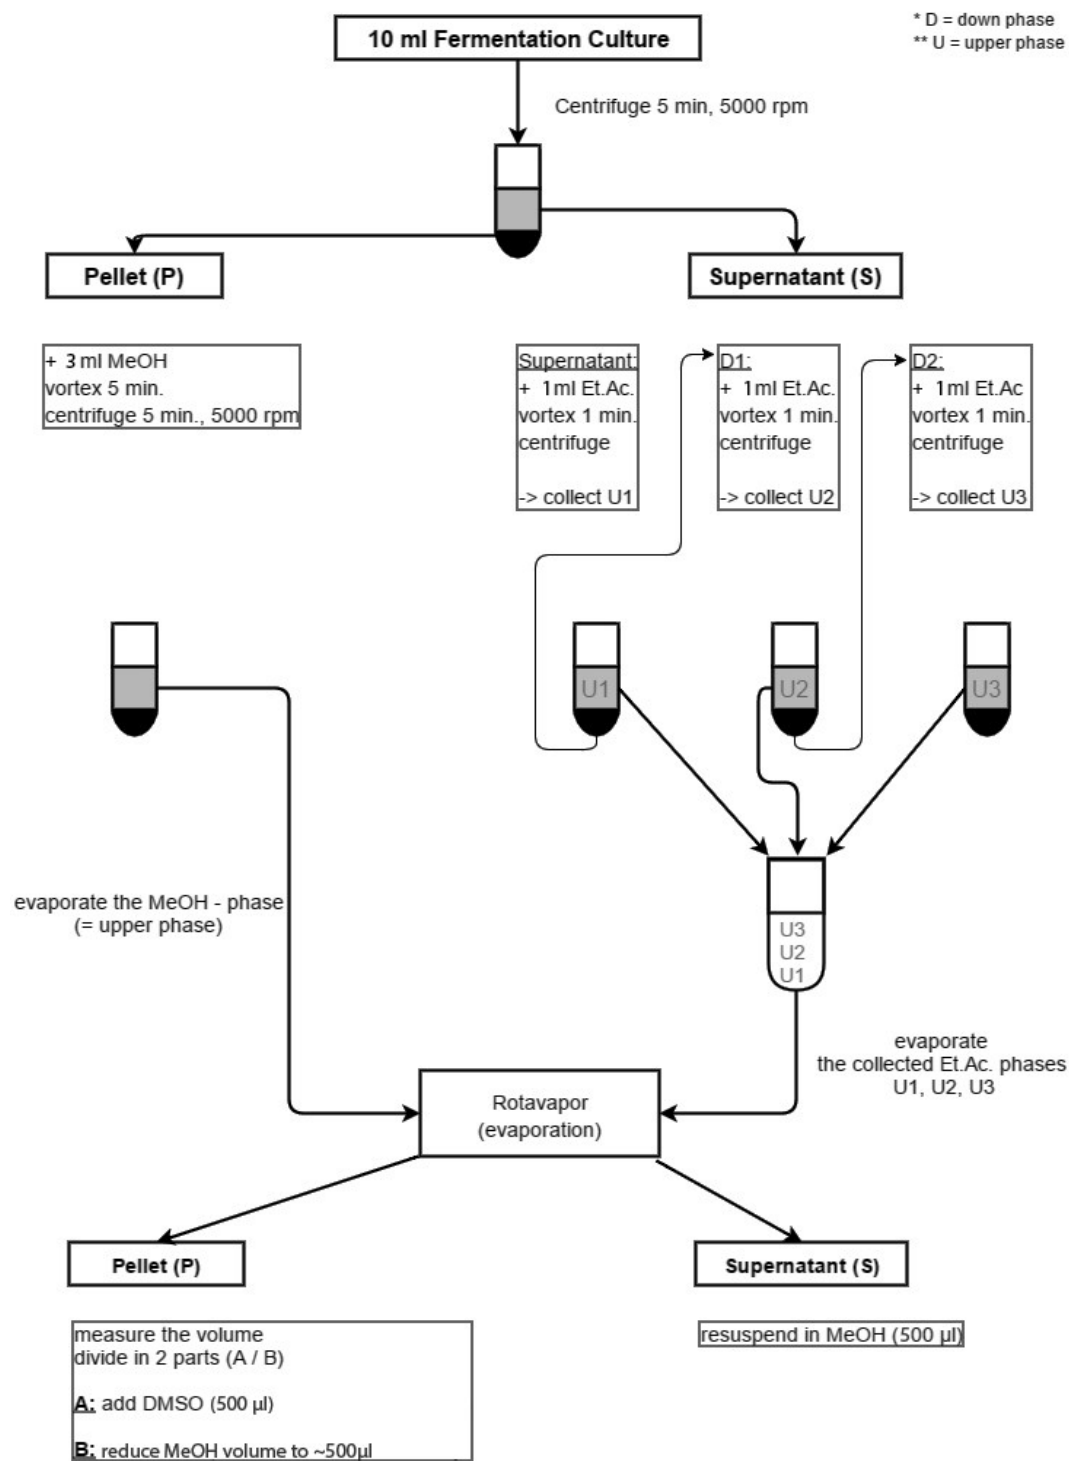 * D = down phase
** U = upper phase
10 ml Fermentation Culture
Centrifuge 5 min, 5000 rpm
Pellet (P)
Supernatant (S)
+ 3 ml MeOH
vortex 5 min.
centrifuge 5 min., 5000 rpm
Supernatant:
+ 1ml Et.Ac.
vortex 1 min.
centrifuge
-> collect U1
D1:
+ 1ml Et.Ac.
vortex 1 min.
centrifuge
-> collect U2
D2:
+ 1ml Et.Ac
vortex 1 min.
centrifuge
-> collect U3
U1
U2
U3
evaporate the MeOH - phase
(= upper phase)
U3
U2
U1
evaporate
the collected Et.Ac. phases
U1, U2, U3
Rotavapor
(evaporation)
Pellet (P)
Supernatant (S)
measure the volume
divide in 2 parts (A / B)
A: add DMSO (500 µl)
B: reduce MeOH volume to ~500µl
resuspend in MeOH (500 µl)